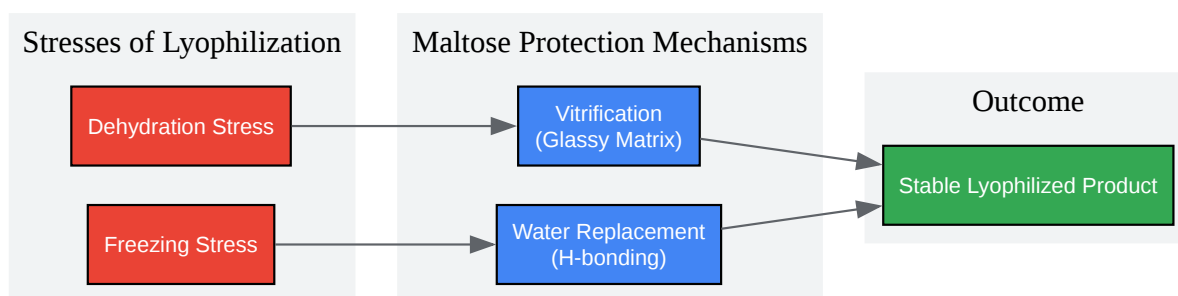 Stresses of Lyophilization
Dehydration Stress
Freezing Stress
Maltose Protection Mechanisms
Vitrification
(Glassy Matrix)
Water Replacement
(H-bonding)
Outcome
Stable Lyophilized Product